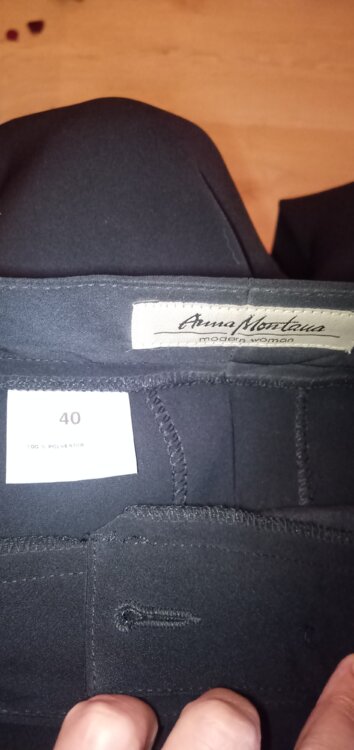 Anna Montana
modern woman
40
100 % POLYESTER